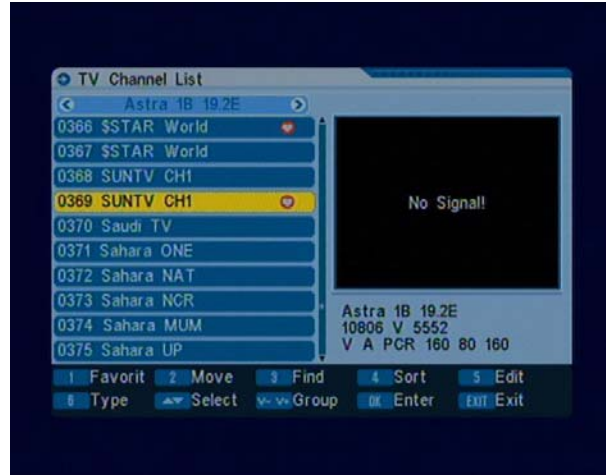 TV Channel List
Astra 1B 19.2E
0366 $STAR World
0367 $STAR World
0368 SUNTV CH1
0369 SUNTV CH1
0370 Saudi TV
0371 Sahara ONE
0372 Sahara NAT
0373 Sahara NCR
0374 Sahara MUM
0375 Sahara UP
No Signal!
Astra 1B 19.2E
10806 V 5552
V A PCR 160 80 160
1 Favorit 2 Move 3 Find 4 Sort 5 Edit
6 Type Select V- V+ Group OK Enter EXIT Exit